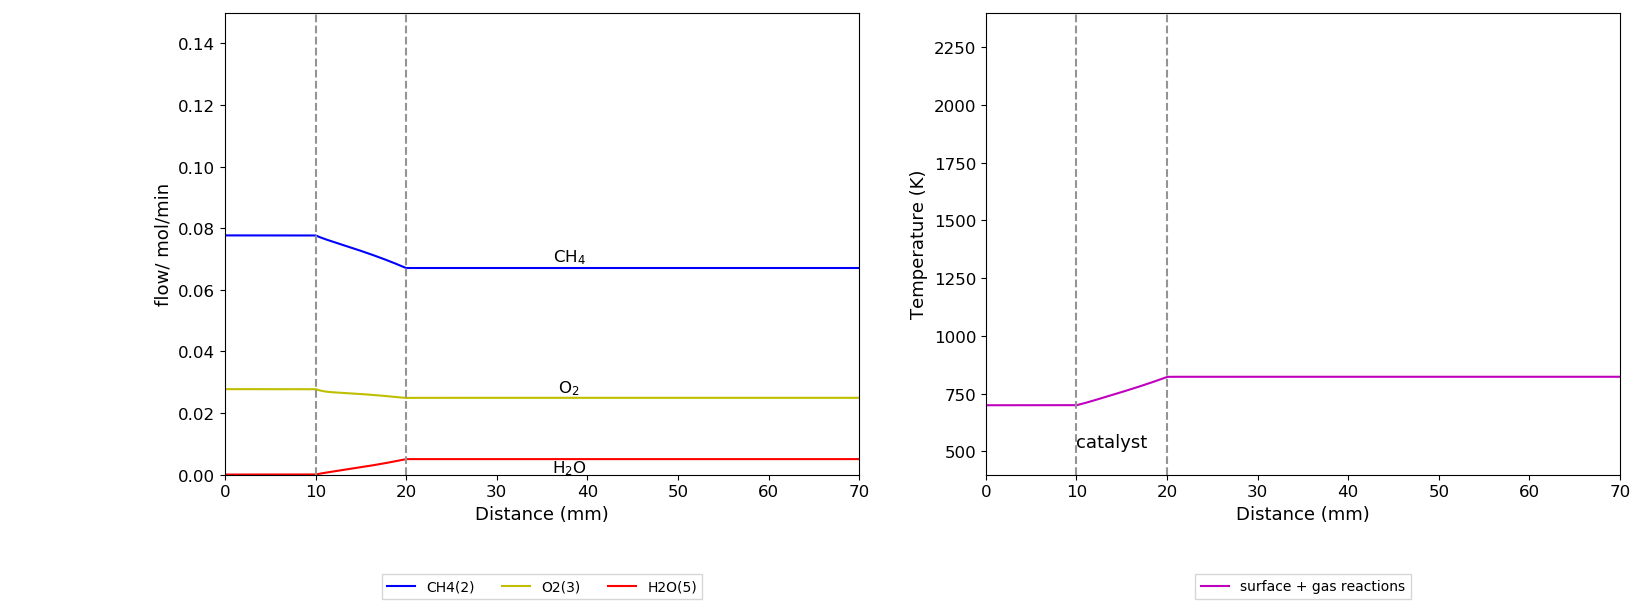 0.14
0.12
0.10
0.08
0.06
0.04
0.02
0.00
flow/ mol/min
CH₄
O₂
H₂O
0 10 20 30 40 50 60 70
Distance (mm)
CH4(2) O2(3) H2O(5)
2250
2000
1750
1500
1250
1000
750
500
Temperature (K)
catalyst
0 10 20 30 40 50 60 70
Distance (mm)
surface + gas reactions